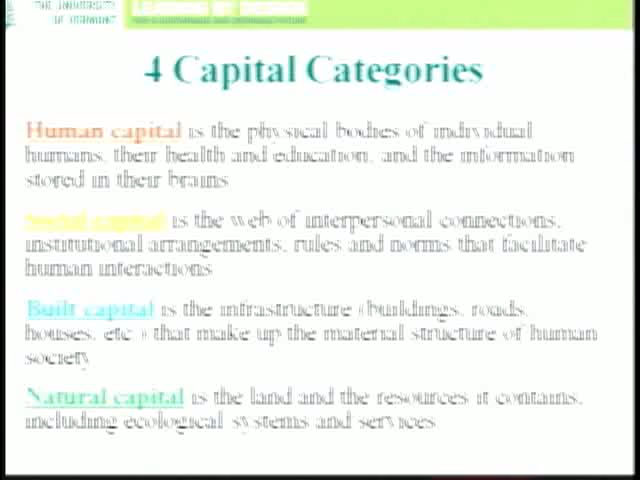 THE UNIVERSITY
OF VERMONT
LEARNING BY DESIGN
4 Capital Categories
Human capital is the physical bodies of individual
humans, their health and education, and the information
stored in their brains
Social capital is the web of interpersonal connections,
institutional arrangements, rules and norms that facilitate
human interactions
Built capital is the infrastructure (buildings, roads,
houses, etc.) that make up the material structure of human
society
Natural capital is the land and the resources it contains,
including ecological systems and services